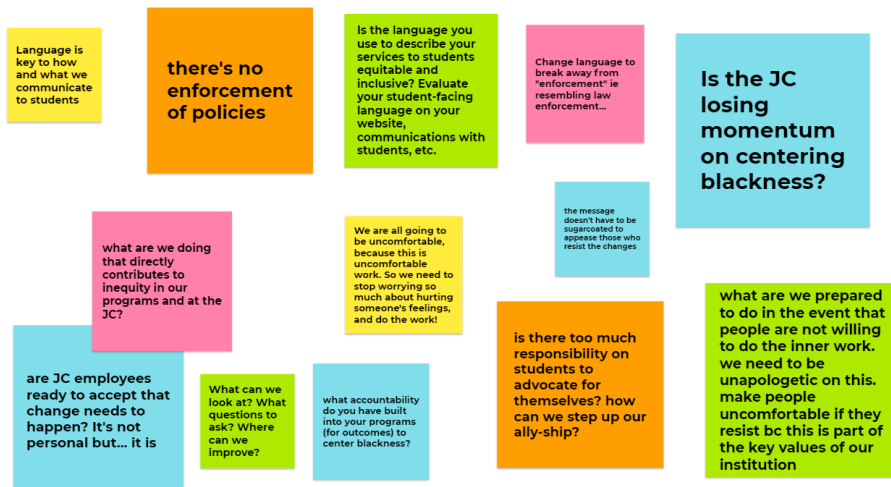 Language is
key to how
and what we
communicate
to students
there's no
enforcement
of policies
Is the language you
use to describe your
services to students
equitable and
inclusive? Evaluate
your student-facing
language on your
website,
communications with
students, etc.
Change language to
break away from
"enforcement" ie
resembling law
enforcement...
Is the JC
losing
momentum
on centering
blackness?
the message
doesn't have to be
sugarcoated to
appease those who
resist the changes
what are we doing
that directly
contributes to
inequity in our
programs and at the
JC?
We are all going to
be uncomfortable,
because this is
uncomfortable
work. So we need to
stop worrying so
much about hurting
someone's feelings,
and do the work!
are JC employees
ready to accept that
change needs to
happen? It's not
personal but... it is
What can we
look at? What
questions to
ask? Where
can we
improve?
what accountability
do you have built
into your programs
(for outcomes) to
center blackness?
is there too much
responsibility on
students to
advocate for
themselves? how
can we step up our
ally-ship?
what are we prepared
to do in the event that
people are not willing
to do the inner work.
we need to be
unapologetic on this.
make people
uncomfortable if they
resist bc this is part of
the key values of our
institution